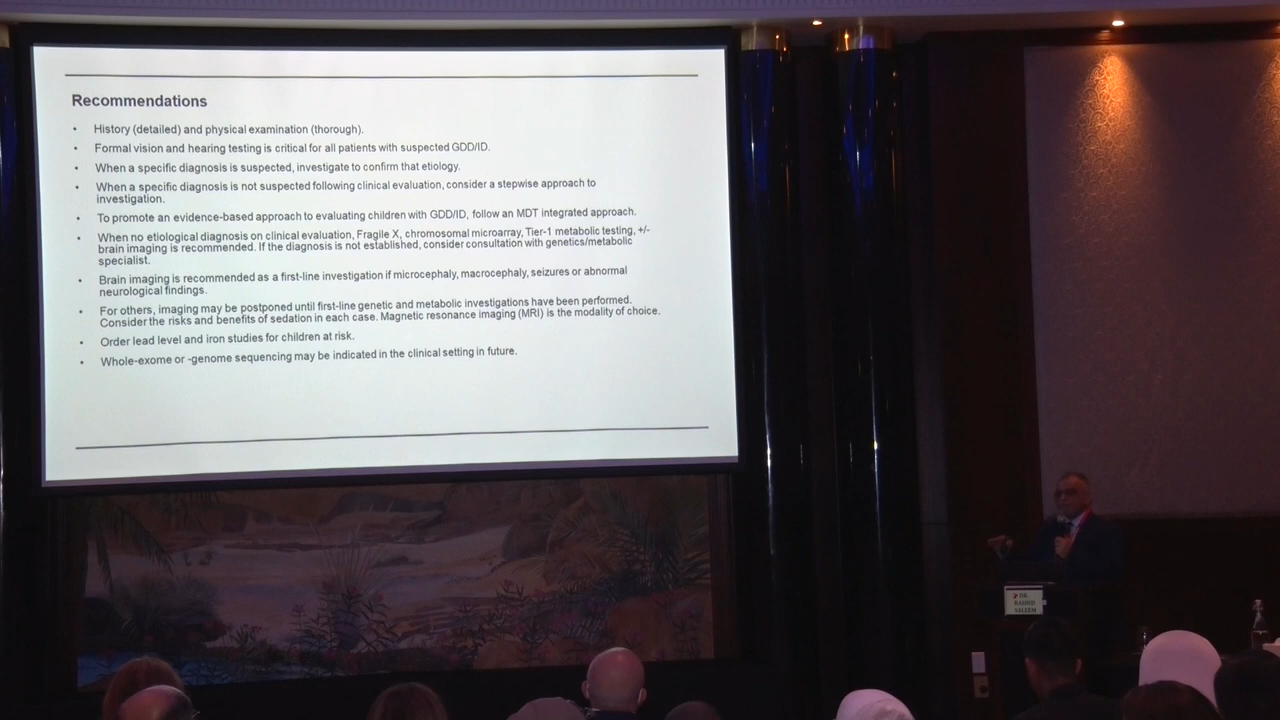 Recommendations
• History (detailed) and physical examination (thorough).
• Formal vision and hearing testing is critical for all patients with suspected GDD/ID.
• When a specific diagnosis is suspected, investigate to confirm that etiology.
• When a specific diagnosis is not suspected following clinical evaluation, consider a stepwise approach to
investigation.
• To promote an evidence-based approach to evaluating children with GDD/ID, follow an MDT integrated approach.
• When no etiological diagnosis on clinical evaluation, Fragile X, chromosomal microarray, Tier-1 metabolic testing, +/-
brain imaging is recommended. If the diagnosis is not established, consider consultation with genetics/metabolic
specialist.
• Brain imaging is recommended as a first-line investigation if microcephaly, macrocephaly, seizures or abnormal
neurological findings.
• For others, imaging may be postponed until first-line genetic and metabolic investigations have been performed.
Consider the risks and benefits of sedation in each case. Magnetic resonance imaging (MRI) is the modality of choice.
• Order lead level and iron studies for children at risk.
• Whole-exome or -genome sequencing may be indicated in the clinical setting in future.
DR.
RASHID
SALEEM